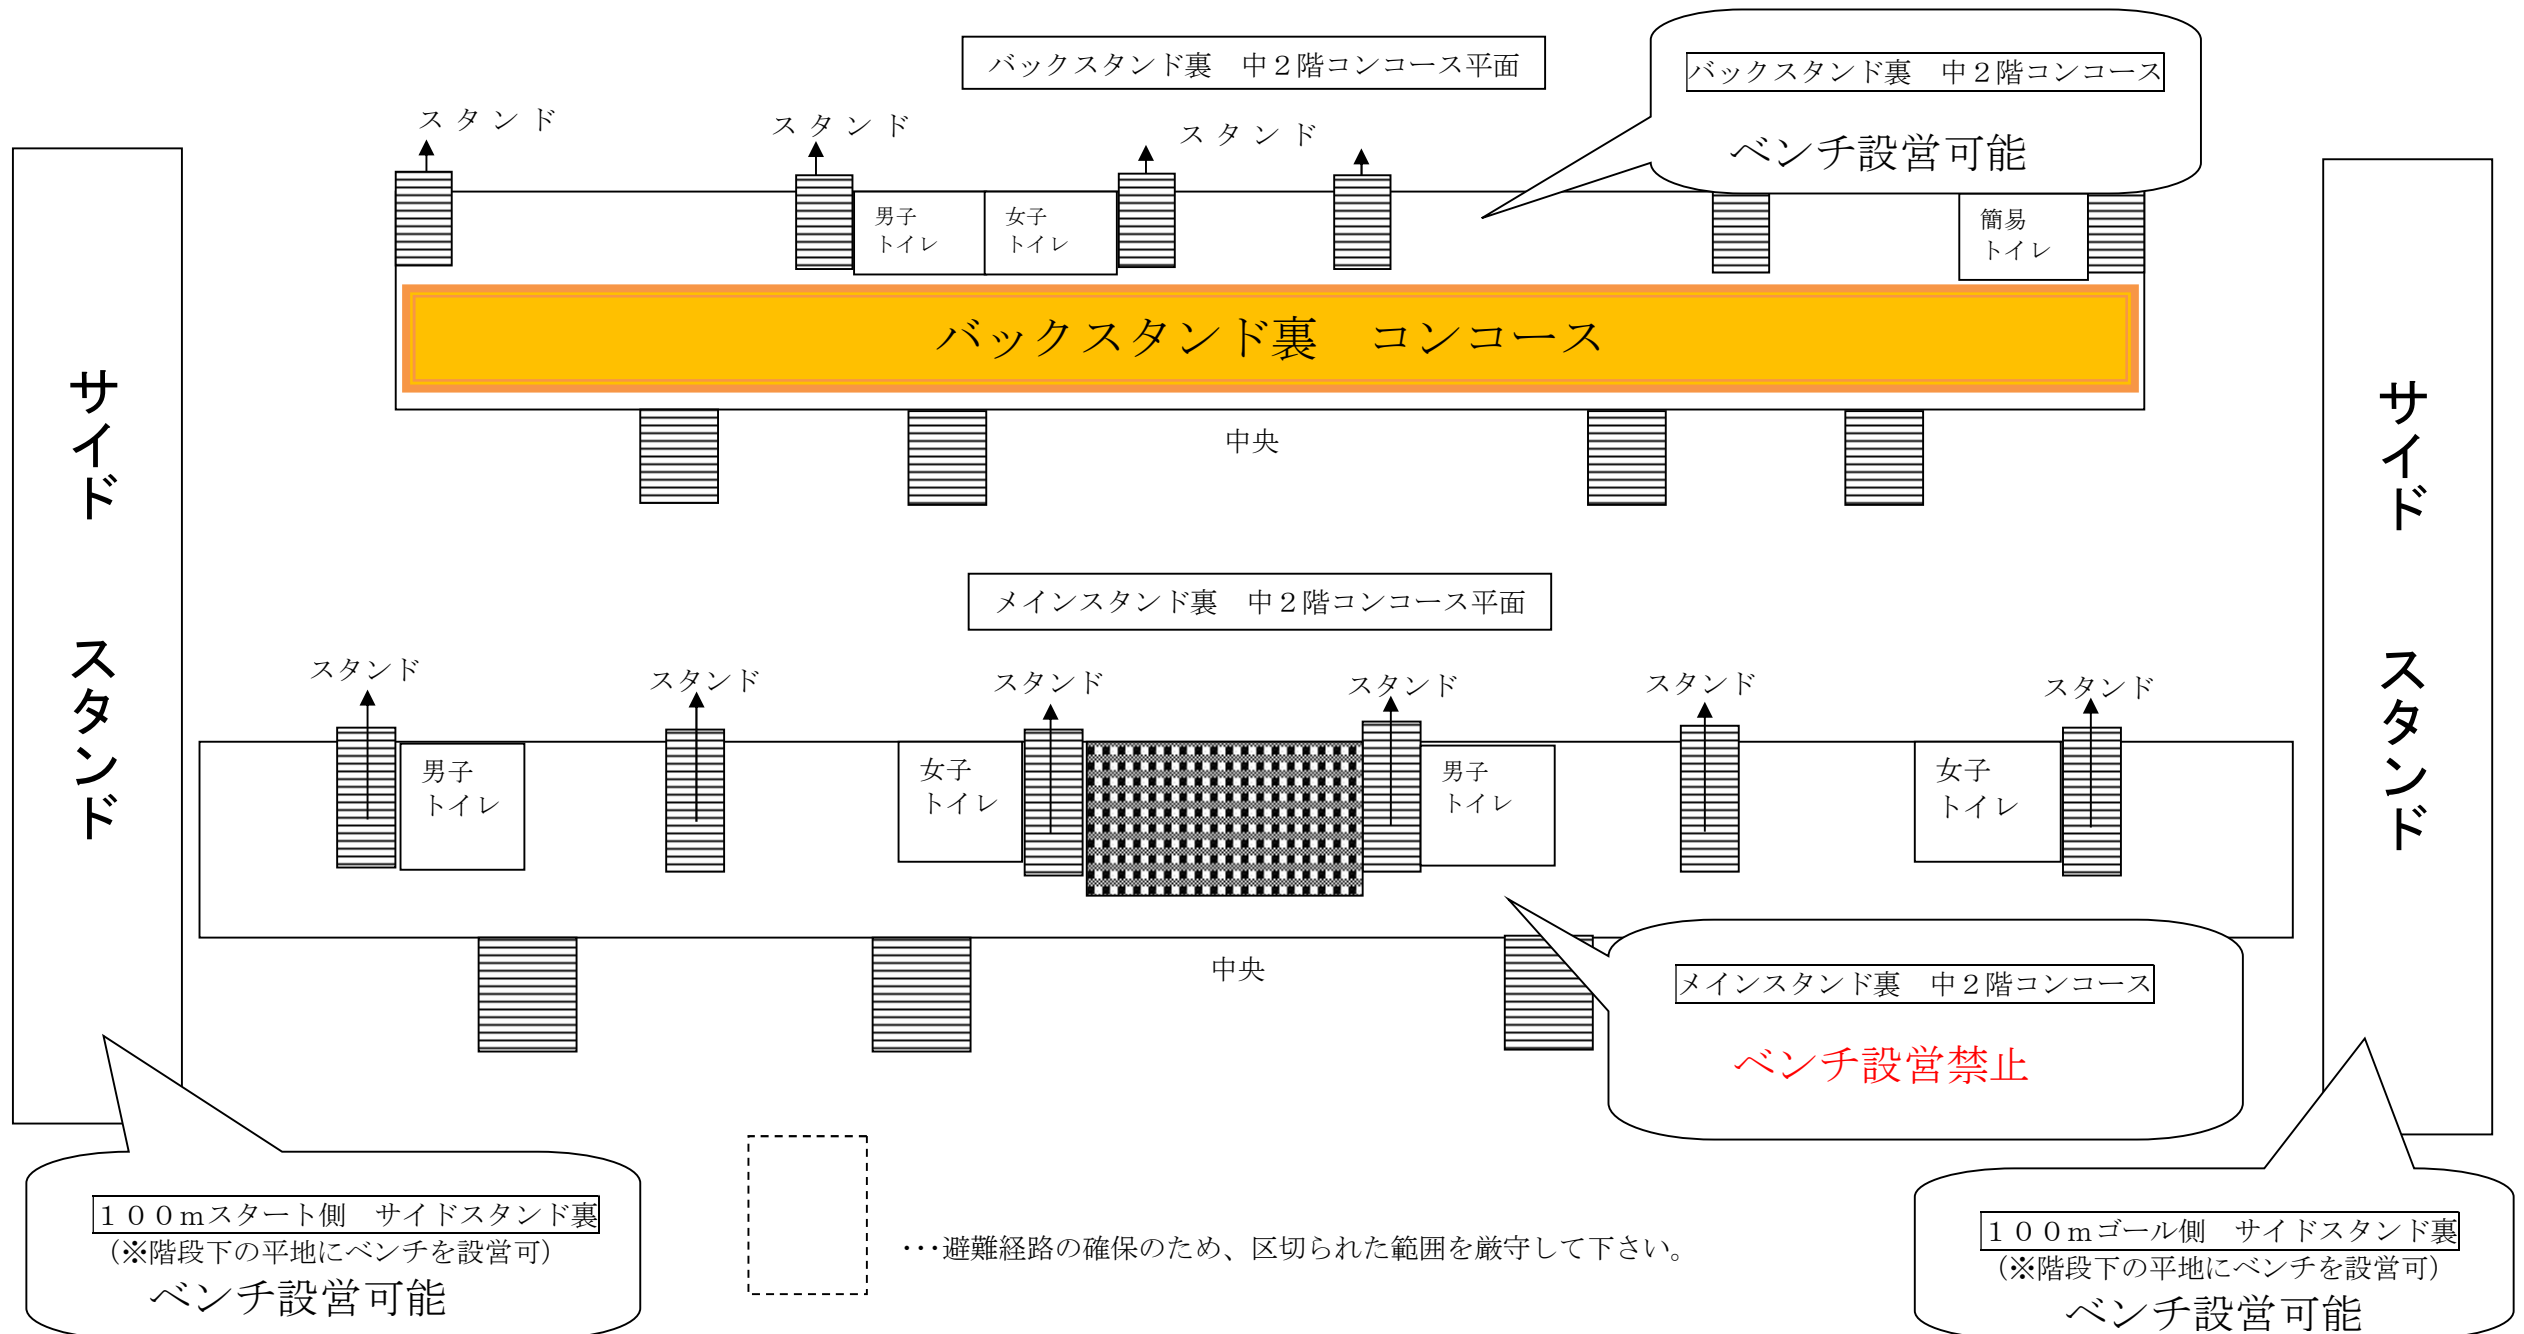 バックスタンド裏　中２階コンコース平面
バックスタンド裏　中２階コンコース
ベンチ設営可能
スタンド
スタンド
スタンド
男子
トイレ
女子
トイレ
簡易
トイレ
バックスタンド裏　コンコース
中央
サイド　スタンド
サイド　スタンド
メインスタンド裏　中２階コンコース平面
スタンド
スタンド
スタンド
スタンド
スタンド
スタンド
男子
トイレ
女子
トイレ
男子
トイレ
女子
トイレ
中央
メインスタンド裏　中２階コンコース
ベンチ設営禁止
１００ｍスタート側　サイドスタンド裏
（※階段下の平地にベンチを設営可）
ベンチ設営可能
…避難経路の確保のため、区切られた範囲を厳守して下さい。
１００ｍゴール側　サイドスタンド裏
（※階段下の平地にベンチを設営可）
ベンチ設営可能